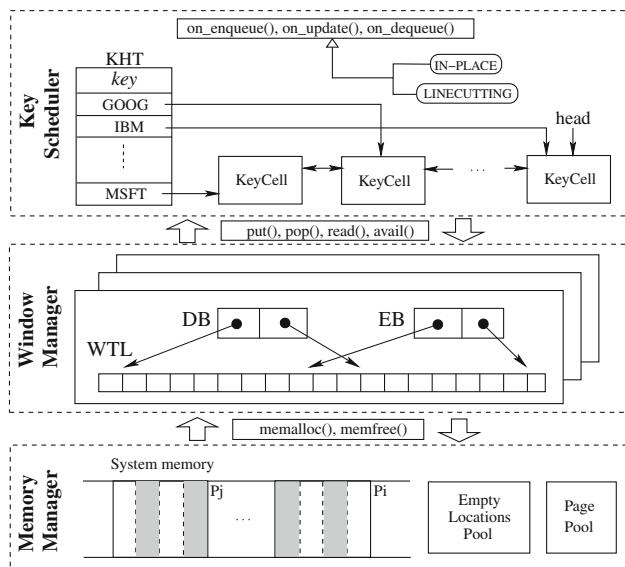 on_enqueue(), on_update(), on_dequeue()
KHT
key
GOOG
IBM
MSFT
IN−PLACE
LINECUTTING
head
KeyCell
KeyCell
...
KeyCell
Key
Scheduler
put(), pop(), read(), avail()
DB
EB
WTL
Window
Manager
memalloc(), memfree()
System memory
Pj
Pi
...
Empty
Locations
Pool
Page
Pool
Memory
Manager